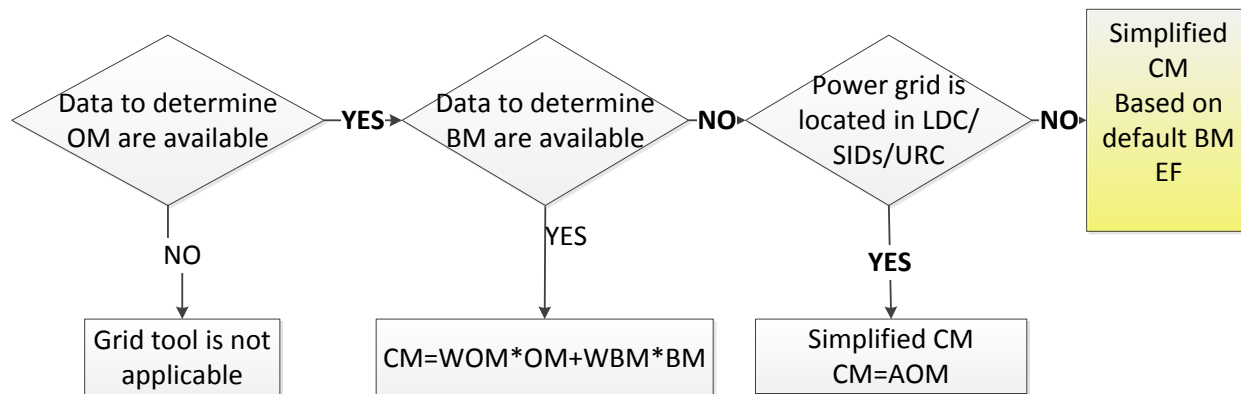 Data to determine
OM are available
YES
Data to determine
BM are available
NO
Power grid is
located in LDC/
SIDs/URC
NO
Simplified
CM
Based on
default BM
EF
NO
YES
YES
Grid tool is not
applicable
CM=WOM*OM+WBM*BM
Simplified CM
CM=AOM